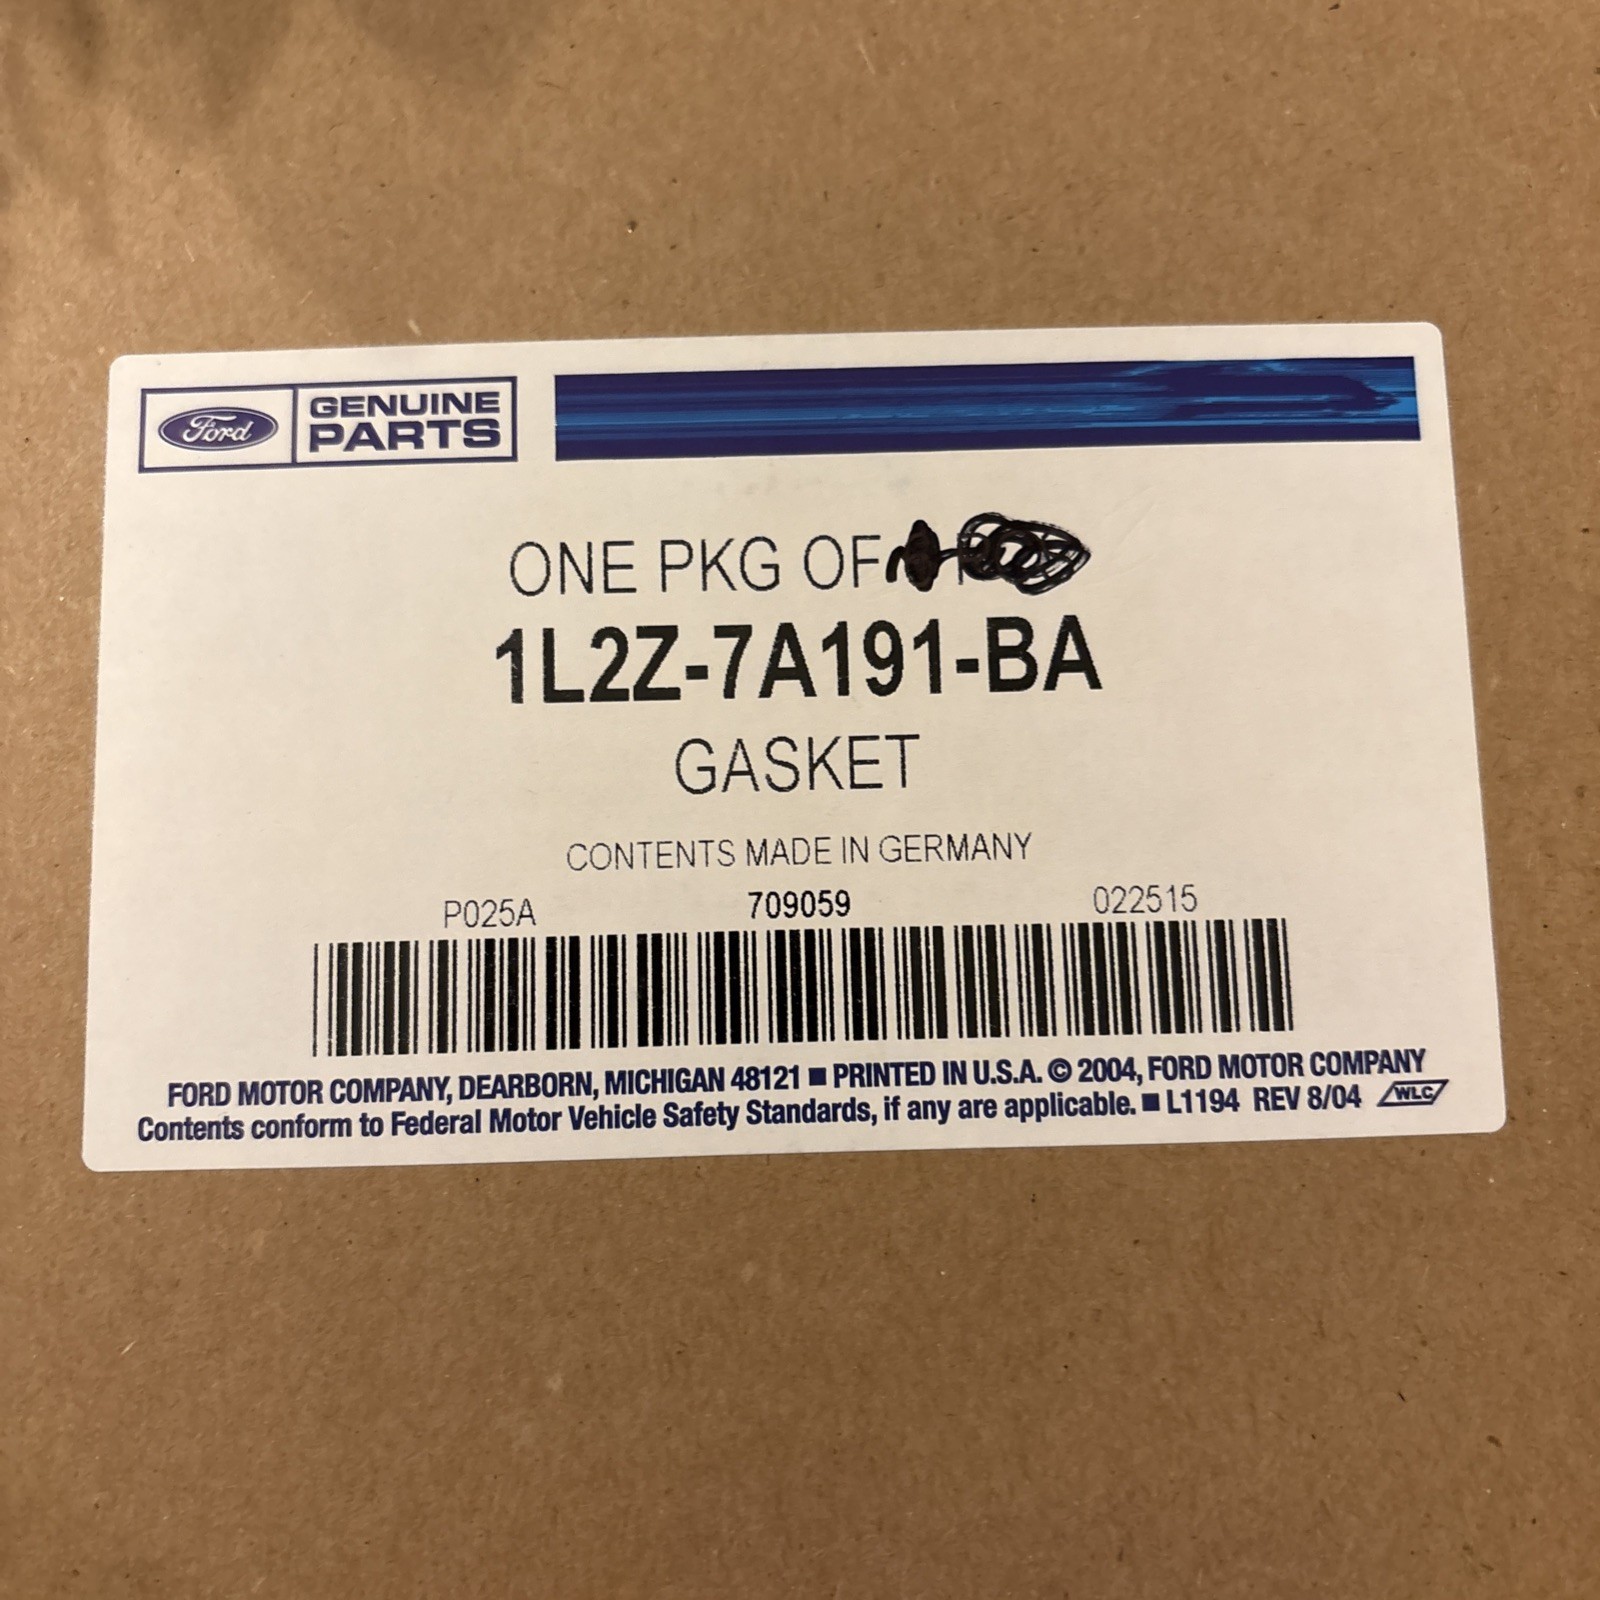 Ford
GENUINE
PARTS
ONE PKG OF
1L2Z-7A191-BA
GASKET
CONTENTS MADE IN GERMANY
P025A 709059 022515
FORD MOTOR COMPANY, DEARBORN, MICHIGAN 48121 ■ PRINTED IN U.S.A. © 2004, FORD MOTOR COMPANY
Contents conform to Federal Motor Vehicle Safety Standards, if any are applicable. ■ L1194 REV 8/04 WLC